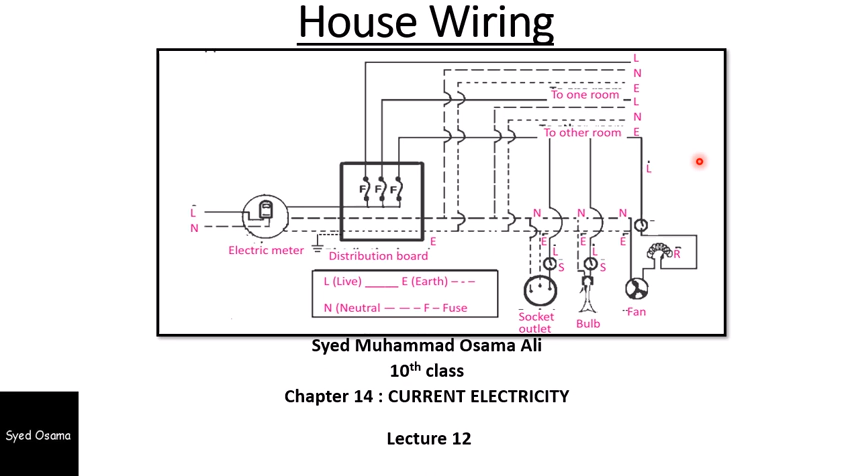 House Wiring
L
N
E
To one room
L
N
To other room
E
L
F F F
L
N
N
N
N
Electric meter
Distribution board
E
E
E
E
L
L
R
S
S
L (Live) _____ E (Earth) – - –
N (Neutral — — – F – Fuse
Socket
outlet
Bulb
Fan
Syed Muhammad Osama Ali
10th class
Chapter 14 : CURRENT ELECTRICITY
Lecture 12
Syed Osama